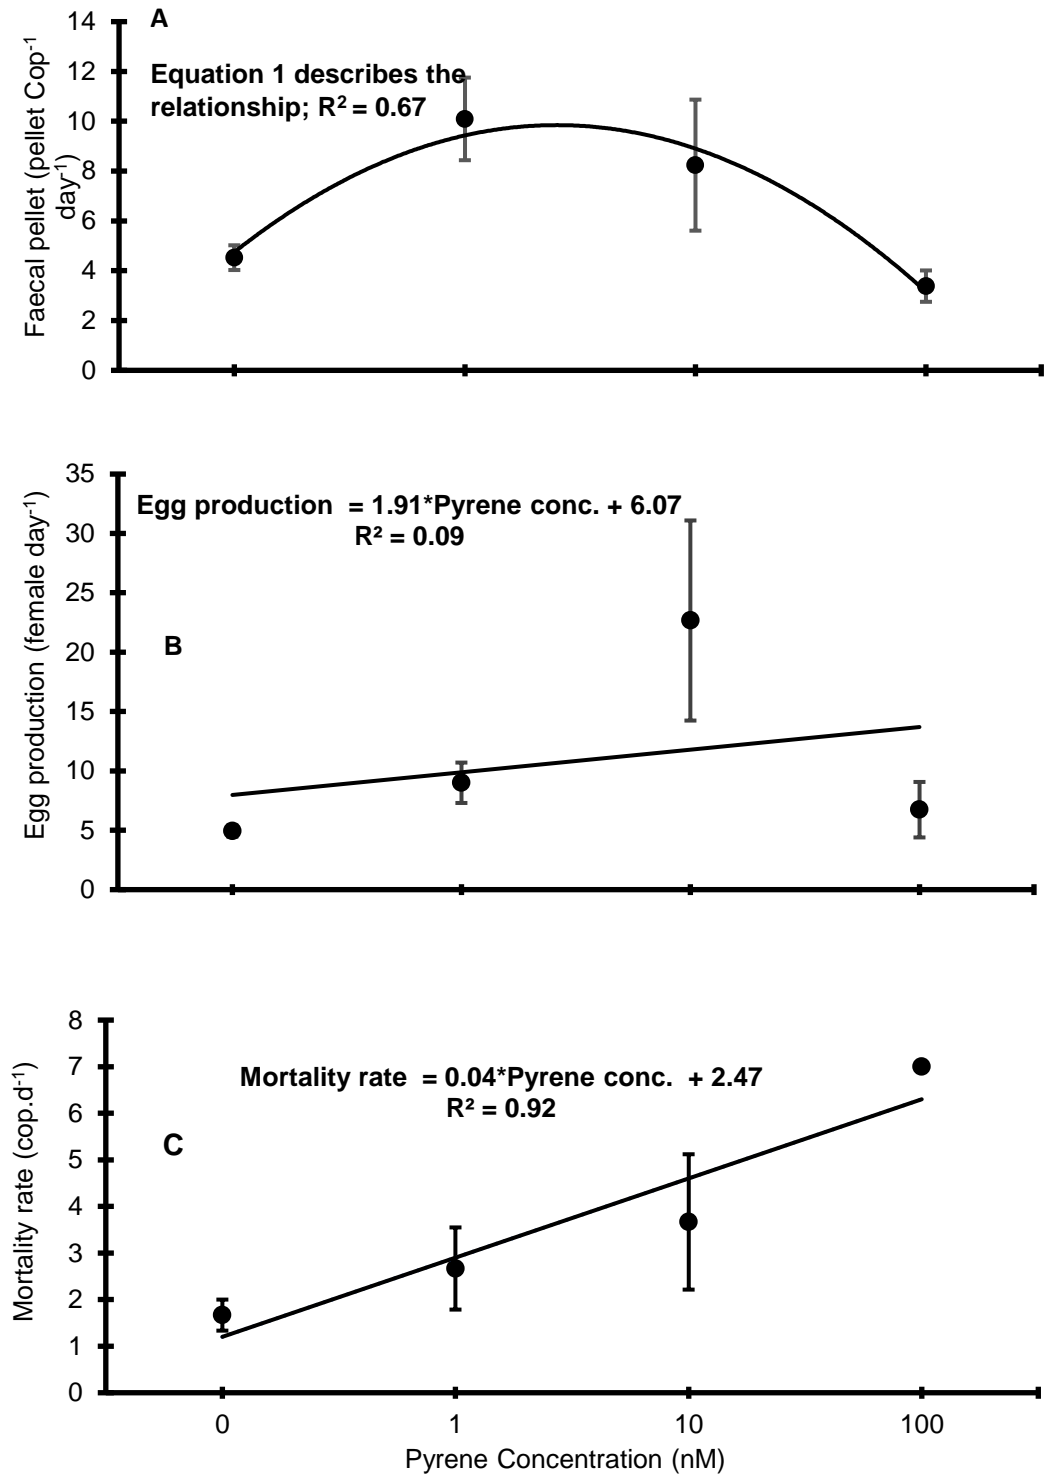 A
Equation 1 describes the
relationship; R² = 0.67
Faecal pellet (pellet Cop⁻¹
day⁻¹)
14
12
10
8
6
4
2
0
Egg production = 1.91*Pyrene conc. + 6.07
R² = 0.09
B
Egg production (female day⁻¹)
35
30
25
20
15
10
5
0
Mortality rate = 0.04*Pyrene conc. + 2.47
R² = 0.92
C
Mortality rate (cop.d⁻¹)
8
7
6
5
4
3
2
1
0
0 1 10 100
Pyrene Concentration (nM)